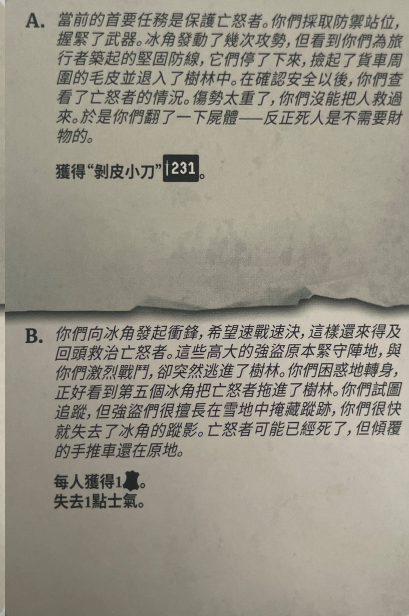 A. 當前的首要任務是保護亡怒者。你們採取防禦站位,
握緊了武器。冰角發動了幾次攻勢,但看到你們為旅
行者築起的堅固防線,它們停了下來,撿起了貨車周
圍的毛皮並退入了樹林中。在確認安全以後,你們查
看了亡怒者的情況。傷勢太重了,你們沒能把人救過
來。於是你們翻了一下屍體——反正死人是不需要財
物的。
獲得“剝皮小刀”i 231。
B. 你們向冰角發起衝鋒,希望速戰速決,這樣還來得及
回頭救治亡怒者。這些高大的強盜原本緊守陣地,與
你們激烈戰鬥,卻突然逃進了樹林。你們困惑地轉身,
正好看到第五個冰角把亡怒者拖進了樹林。你們試圖
追蹤,但強盜們很擅長在雪地中掩藏蹤跡,你們很快
就失去了冰角的蹤影。亡怒者可能已經死了,但傾覆
的手推車還在原地。
每人獲得1。
失去1點士氣。